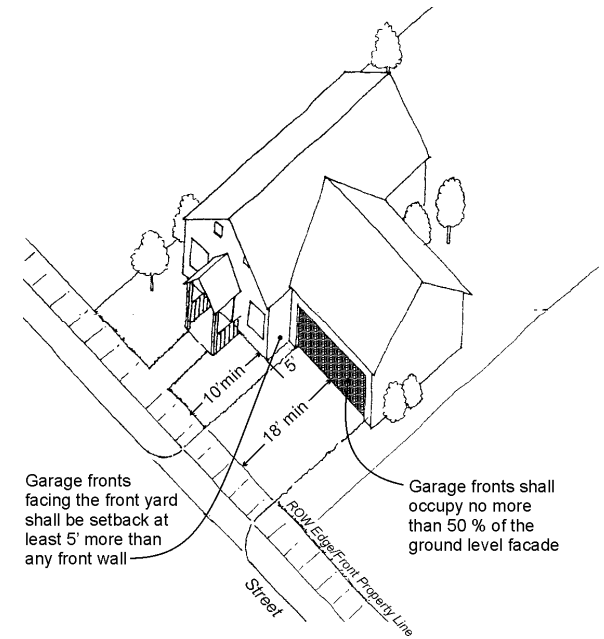 5'
10' min
18' min
Garage fronts
facing the front yard
shall be setback at
least 5' more than
any front wall
Garage fronts shall
occupy no more
than 50 % of the
ground level facade
ROW Edge/Front Property Line
Street